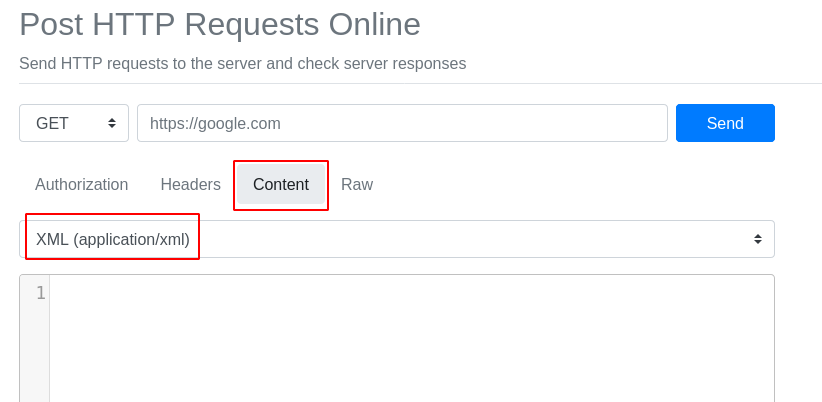 Post HTTP Requests Online
Send HTTP requests to the server and check server responses
GET https://google.com Send
Authorization Headers Content Raw
XML (application/xml)
1